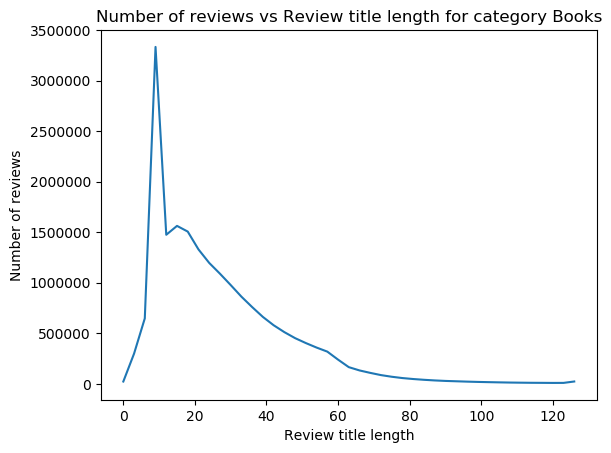 Number of reviews vs Review title length for category Books
3500000
3000000
2500000
2000000
1500000
1000000
500000
0
Number of reviews
0 20 40 60 80 100 120
Review title length